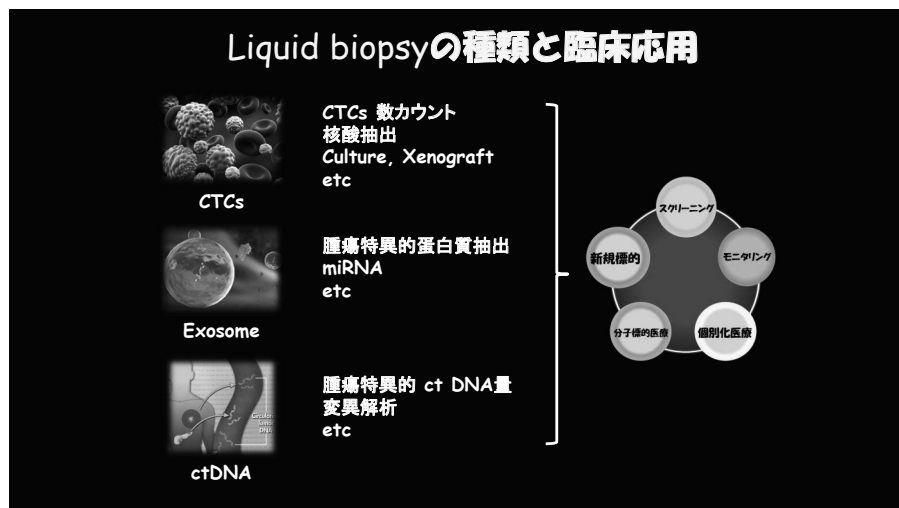 Liquid biopsyの種類と臨床応用
CTCs 数カウント
核酸抽出
Culture, Xenograft
etc
CTCs
腫瘍特異的蛋白質抽出
miRNA
etc
Exosome
腫瘍特異的 ct DNA量
変異解析
etc
Circulating
Tumor
DNA
ctDNA
スクリーニング
新規標的
モニタリング
分子標的医療
個別化医療